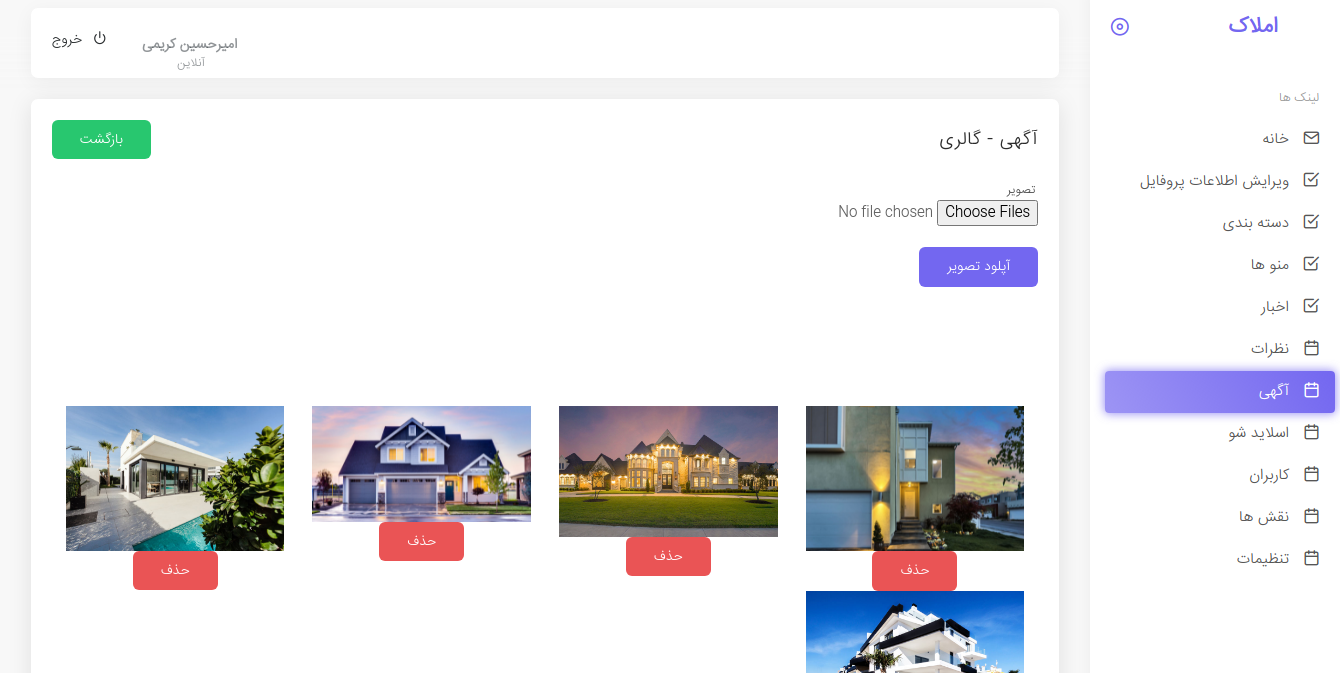 املاک
لینک ها
خانه
ویرایش اطلاعات پروفایل
دسته بندی
منو ها
اخبار
نظرات
آگهی
اسلاید شو
کاربران
نقش ها
تنظیمات
امیرحسین کریمی
آنلاین
خروج
آگهی - گالری
بازگشت
تصویر
Choose Files No file chosen
آپلود تصویر
حذف
حذف
حذف
حذف